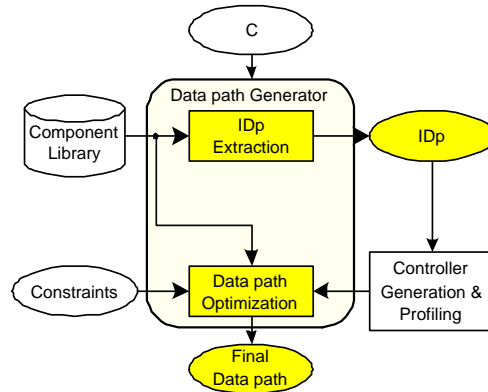 C
Data path Generator
Component
Library
IDp
Extraction
IDp
Constraints
Data path
Optimization
Controller
Generation &
Profiling
Final
Data path